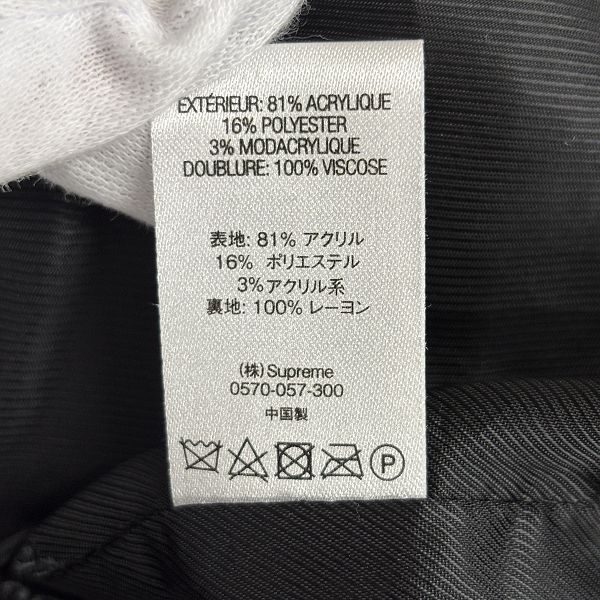 EXTÉRIEUR: 81% ACRYLIQUE
16% POLYESTER
3% MODACRYLIQUE
DOUBLURE: 100% VISCOSE
表地: 81% アクリル
16% ポリエステル
3% アクリル系
裏地: 100% レーヨン
(株) Supreme
0570-057-300
中国製
P